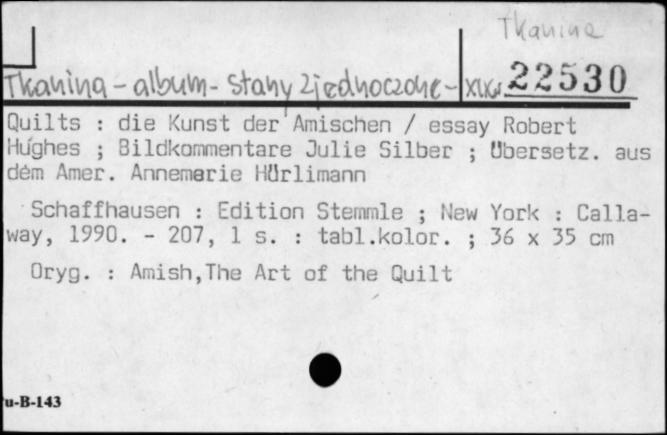 Tkanina
Tkanina - album - Stany Zjednoczone - XIX w 22530
Quilts : die Kunst der Amischen / essay Robert
Hughes ; Bildkommentare Julie Silber ; Übersetz. aus
dem Amer. Annemarie Hürlimann
Schaffhausen : Edition Stemmle ; New York : Calla-
way, 1990. - 207, 1 s. : tabl.kolor. ; 36 x 35 cm
Oryg. : Amish,The Art of the Quilt
u-B-143